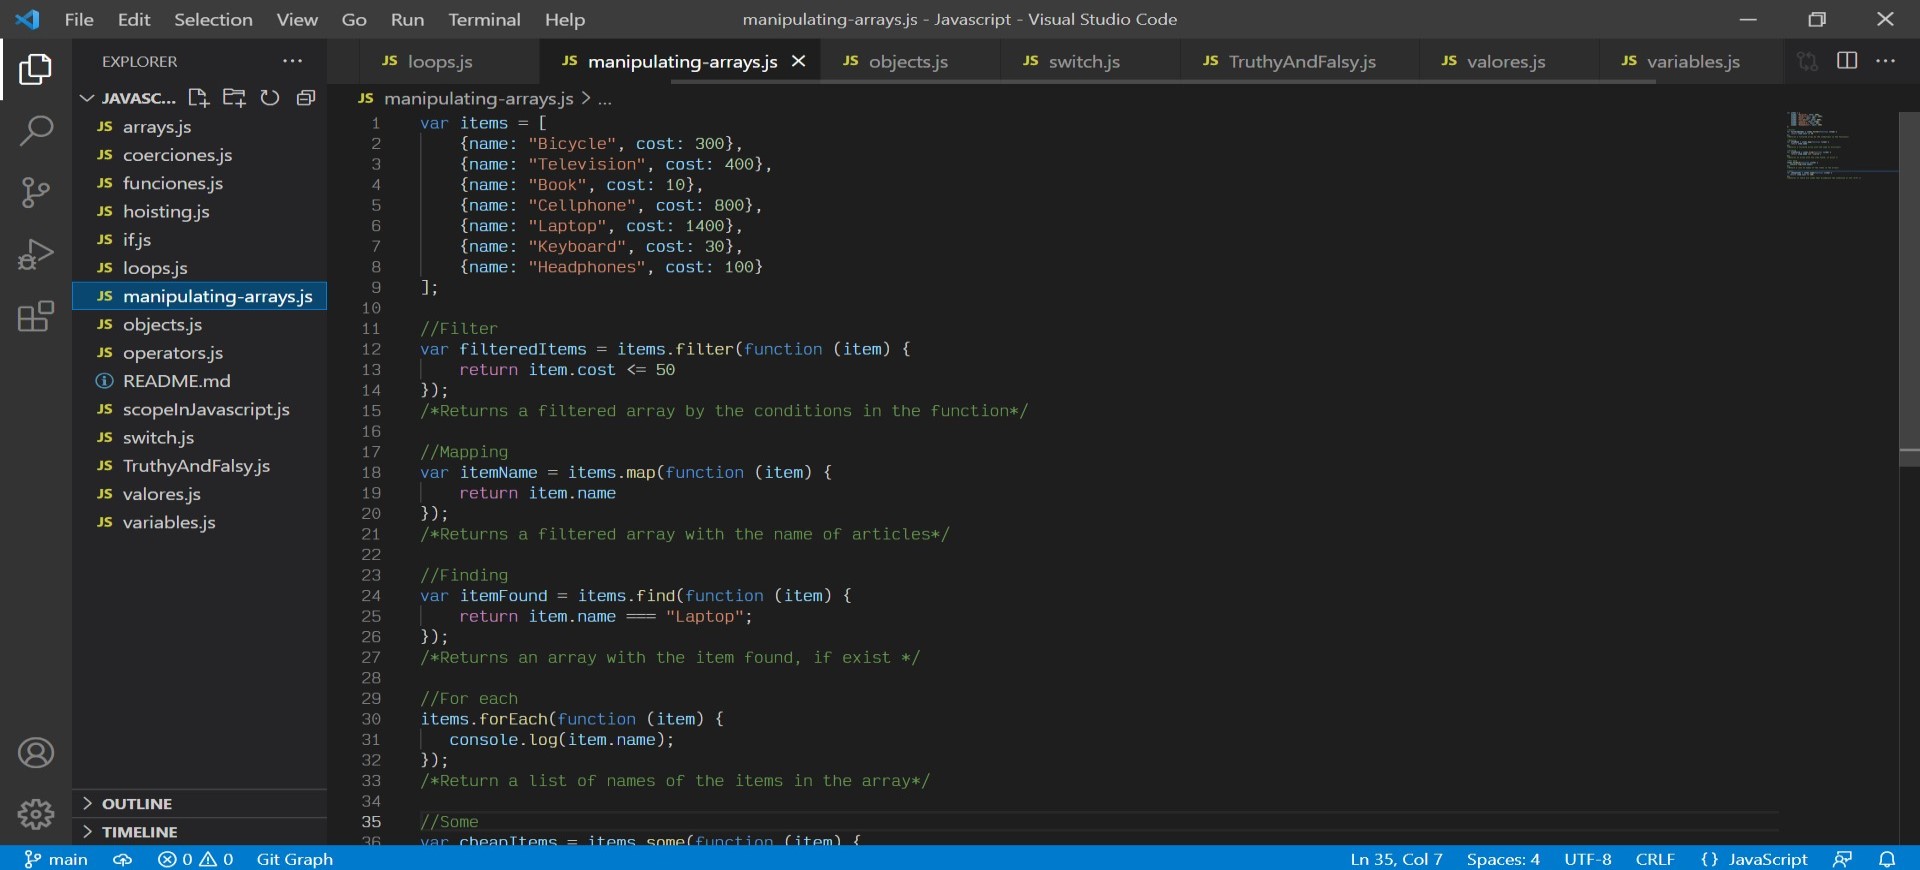 File Edit Selection View Go Run Terminal Help manipulating-arrays.js - Javascript - Visual Studio Code
EXPLORER
JS loops.js JS manipulating-arrays.js JS objects.js JS switch.js JS TruthyAndFalsy.js JS valores.js JS variables.js
JAVASC...
JS arrays.js
JS coerciones.js
JS funciones.js
JS hoisting.js
JS if.js
JS loops.js
JS manipulating-arrays.js
JS objects.js
JS operators.js
README.md
JS scopeInJavascript.js
JS switch.js
JS TruthyAndFalsy.js
JS valores.js
JS variables.js
OUTLINE
TIMELINE
JS manipulating-arrays.js > ...
1 var items = [
2 {name: "Bicycle", cost: 300},
3 {name: "Television", cost: 400},
4 {name: "Book", cost: 10},
5 {name: "Cellphone", cost: 800},
6 {name: "Laptop", cost: 1400},
7 {name: "Keyboard", cost: 30},
8 {name: "Headphones", cost: 100}
9 ];
10
11 //Filter
12 var filteredItems = items.filter(function (item) {
13 return item.cost <= 50
14 });
15 /*Returns a filtered array by the conditions in the function*/
16
17 //Mapping
18 var itemName = items.map(function (item) {
19 return item.name
20 });
21 /*Returns a filtered array with the name of articles*/
22
23 //Finding
24 var itemFound = items.find(function (item) {
25 return item.name === "Laptop";
26 });
27 /*Returns an array with the item found, if exist */
28
29 //For each
30 items.forEach(function (item) {
31 console.log(item.name);
32 });
33 /*Return a list of names of the items in the array*/
34
35 //Some
36 var cheapItems = items.some(function (item) {
main 0 0 Git Graph Ln 35, Col 7 Spaces: 4 UTF-8 CRLF {} JavaScript